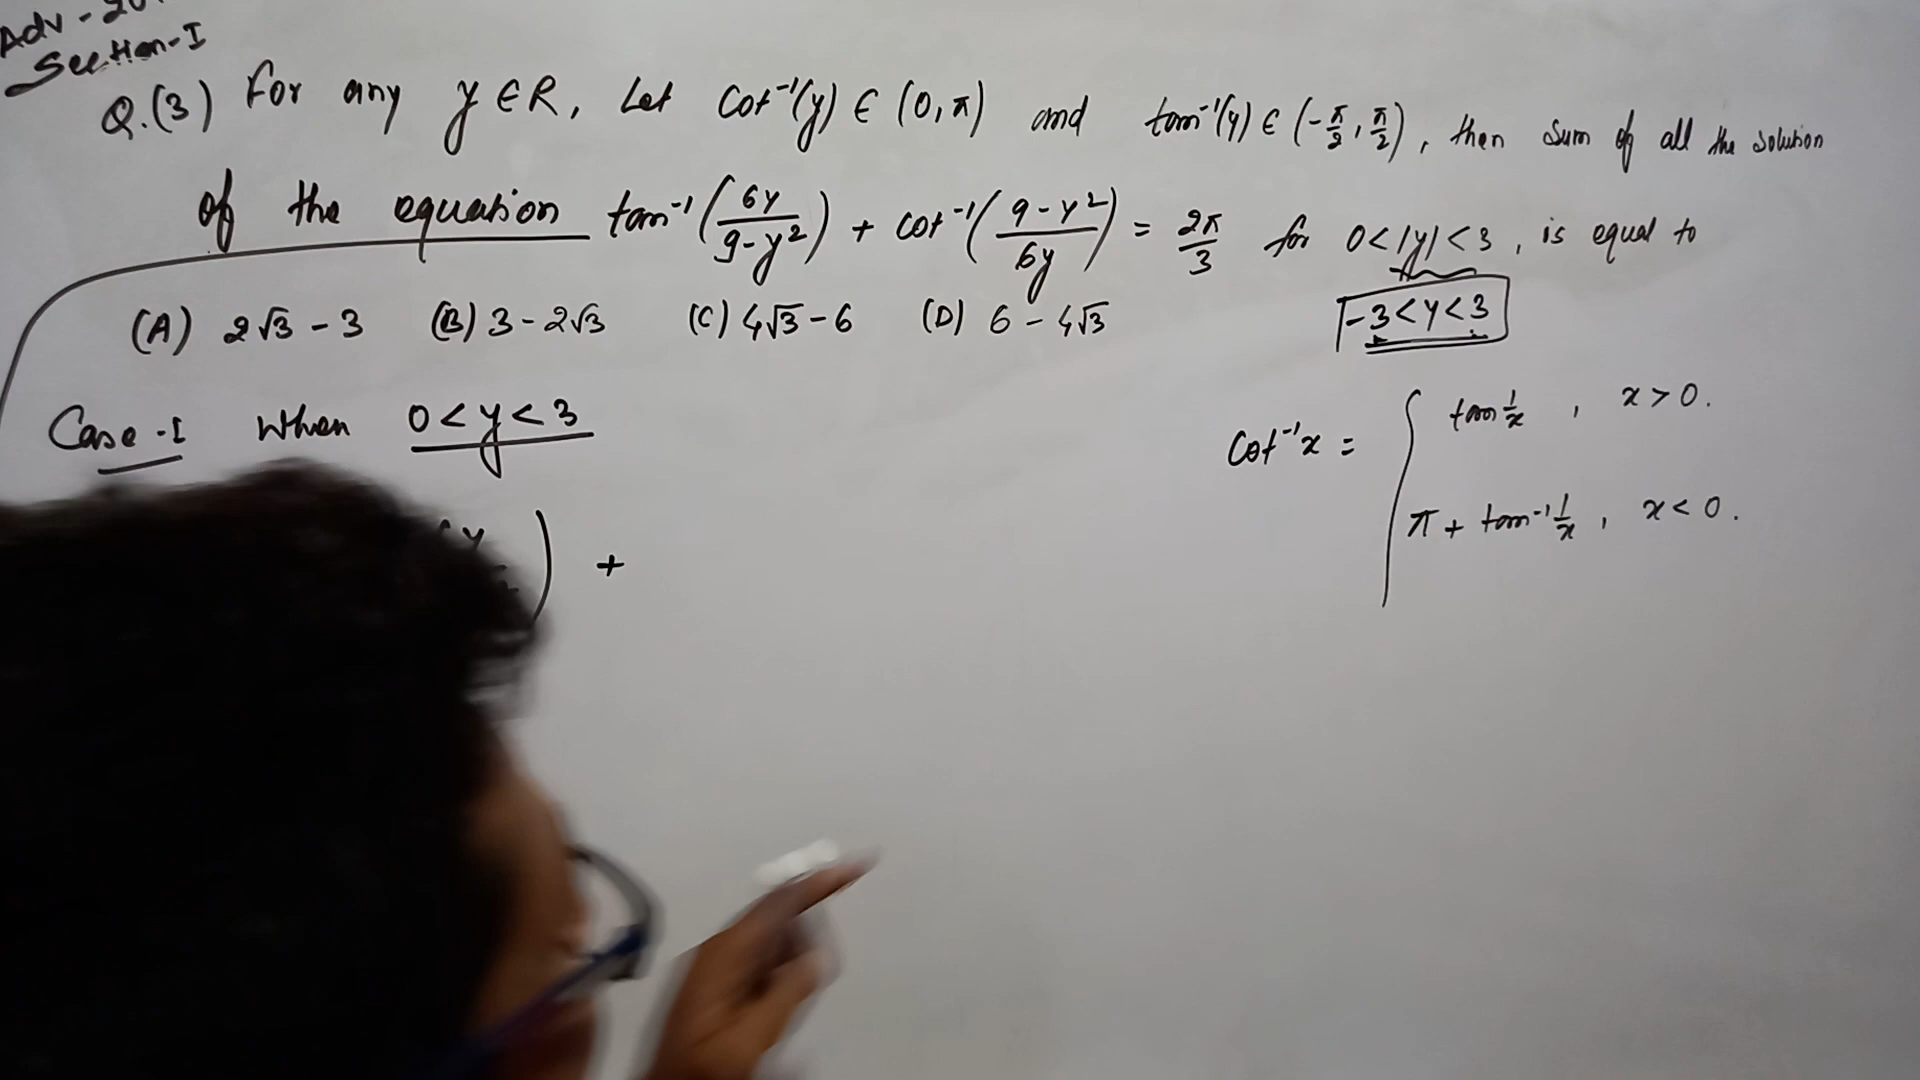 Adv - 20
Section-I
Q.(3) For any y ∈ R, Let Cot⁻¹(y) ∈ (0, π) and tan⁻¹(y) ∈ (-π/2, π/2), then sum of all the solution
of the equation tan⁻¹(6y/(9-y²)) + cot⁻¹((9-y²)/6y) = 2π/3 for 0<|y|<3, is equal to
(A) 2√3 - 3 (B) 3 - 2√3 (C) 4√3 - 6 (D) 6 - 4√3
-3<y<3
Case-I When 0<y<3
Cot⁻¹x = { tan 1/x , x > 0.
π + tan⁻¹ 1/x , x < 0.
y ) +